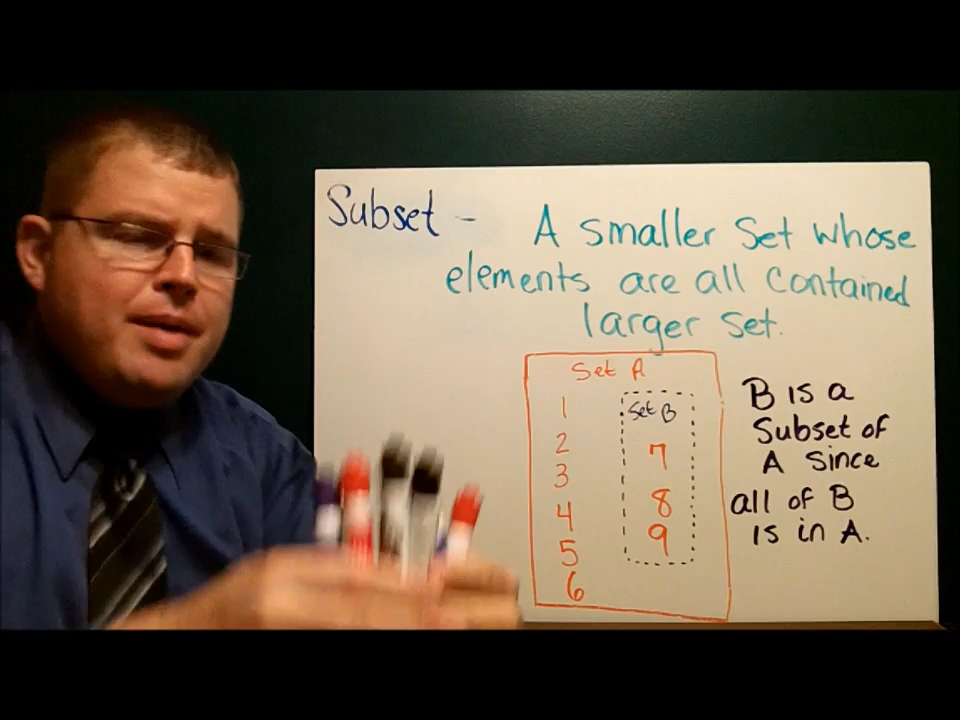 Subset - A smaller Set whose
elements are all Contained
larger set.
Set A
Set B
1
2
3
4
5
6
7
8
9
B is a
Subset of
A Since
all of B
is in A.